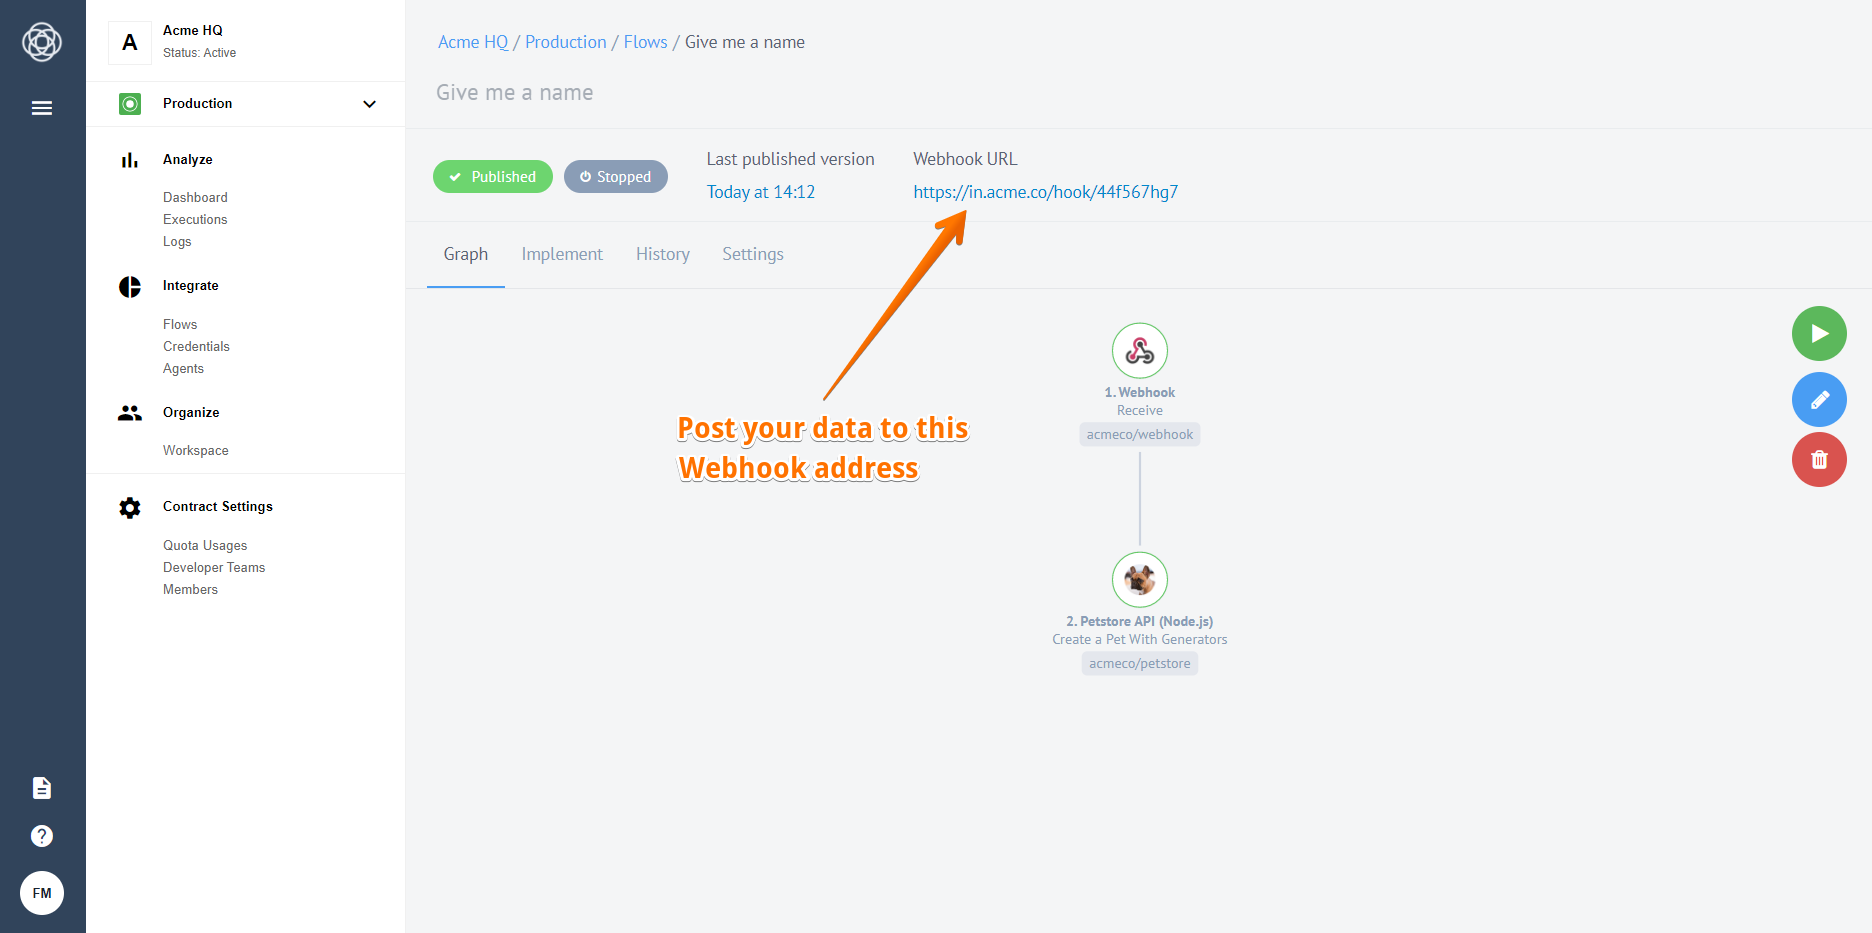 A
Acme HQ
Status: Active
Production
Analyze
Dashboard
Executions
Logs
Integrate
Flows
Credentials
Agents
Organize
Workspace
Contract Settings
Quota Usages
Developer Teams
Members
FM
Acme HQ / Production / Flows / Give me a name
Give me a name
Published
Stopped
Last published version
Today at 14:12
Webhook URL
https://in.acme.co/hook/44f567hg7
Graph
Implement
History
Settings
Post your data to this
Webhook address
1. Webhook
Receive
acmeco/webhook
2. Petstore API (Node.js)
Create a Pet With Generators
acmeco/petstore